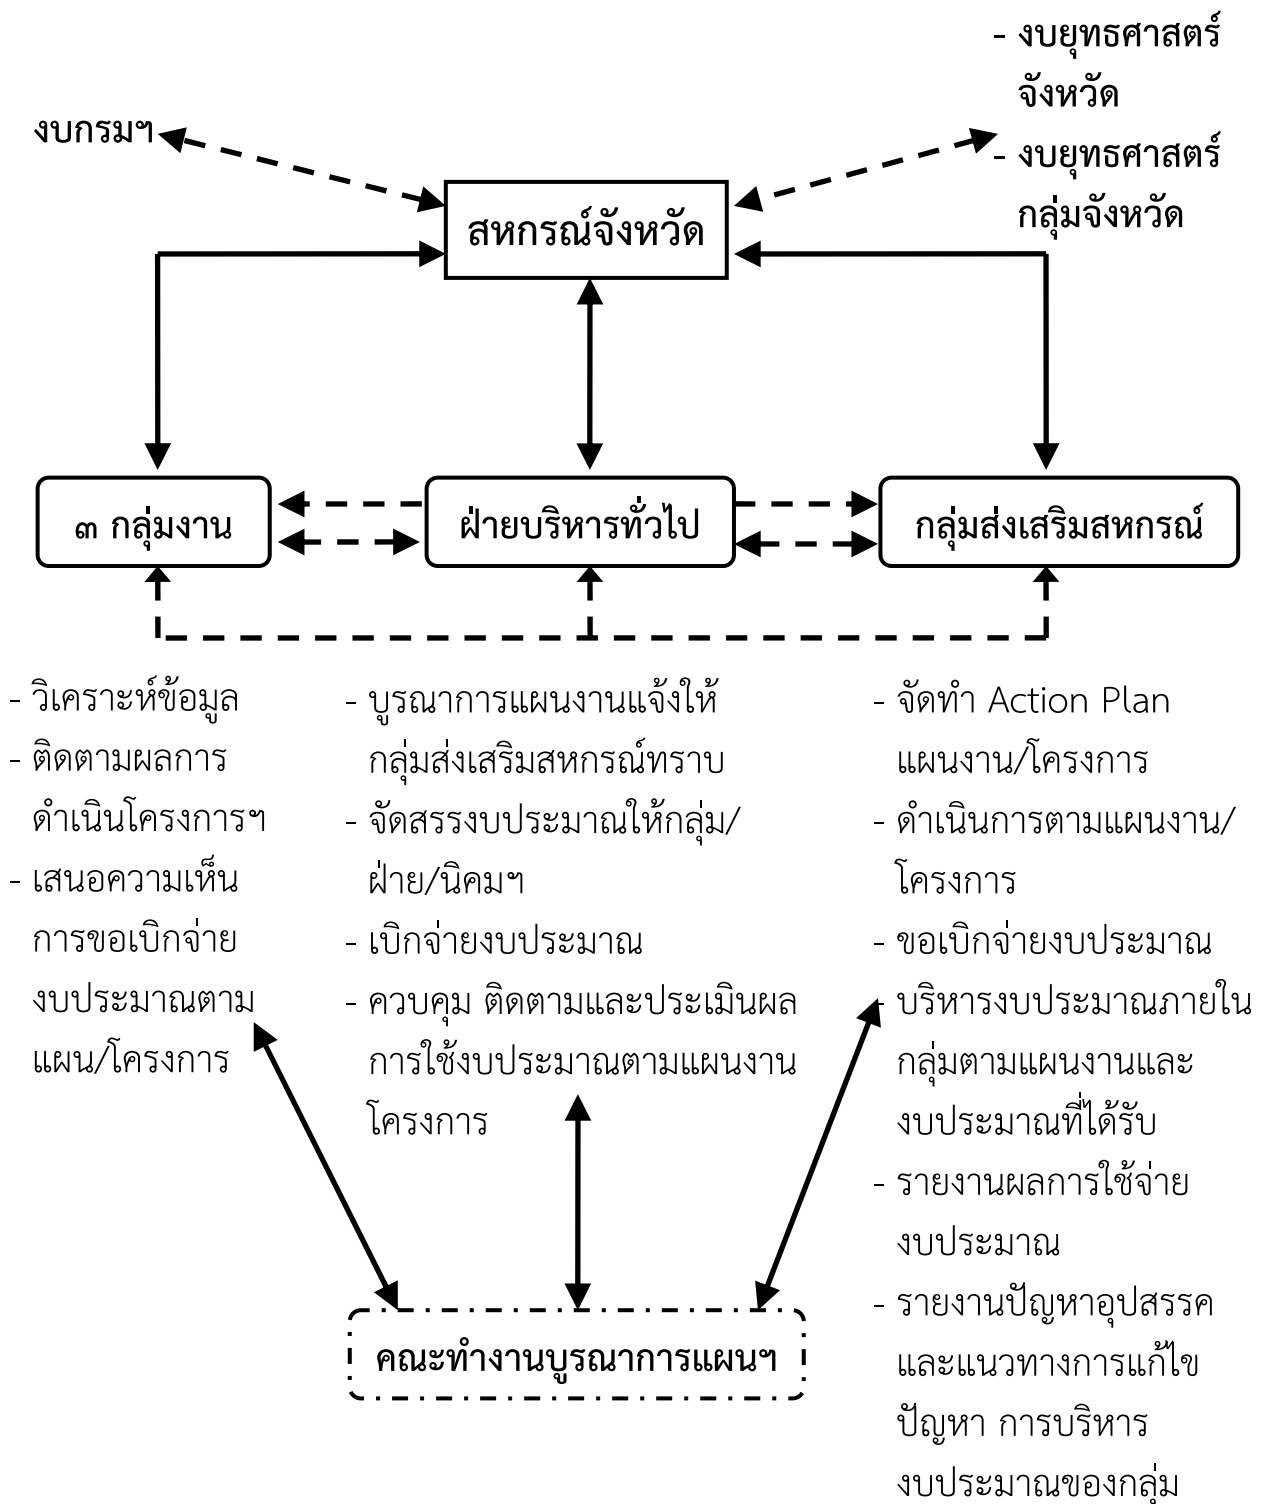 - งบยุทธศาสตร์
จังหวัด
- งบยุทธศาสตร์
กลุ่มจังหวัด
งบกรมฯ
สหกรณ์จังหวัด
๓ กลุ่มงาน
ฝ่ายบริหารทั่วไป
กลุ่มส่งเสริมสหกรณ์
- วิเคราะห์ข้อมูล
- ติดตามผลการ
ดำเนินโครงการฯ
- เสนอความเห็น
การขอเบิกจ่าย
งบประมาณตาม
แผน/โครงการ
- บูรณาการแผนงานแจ้งให้
กลุ่มส่งเสริมสหกรณ์ทราบ
- จัดสรรงบประมาณให้กลุ่ม/
ฝ่าย/นิคมฯ
- เบิกจ่ายงบประมาณ
- ควบคุม ติดตามและประเมินผล
การใช้งบประมาณตามแผนงาน
โครงการ
- จัดทำ Action Plan
แผนงาน/โครงการ
- ดำเนินการตามแผนงาน/
โครงการ
- ขอเบิกจ่ายงบประมาณ
- บริหารงบประมาณภายใน
กลุ่มตามแผนงานและ
งบประมาณที่ได้รับ
- รายงานผลการใช้จ่าย
งบประมาณ
- รายงานปัญหาอุปสรรค
และแนวทางการแก้ไข
ปัญหา การบริหาร
งบประมาณของกลุ่ม
คณะทำงานบูรณาการแผนฯ